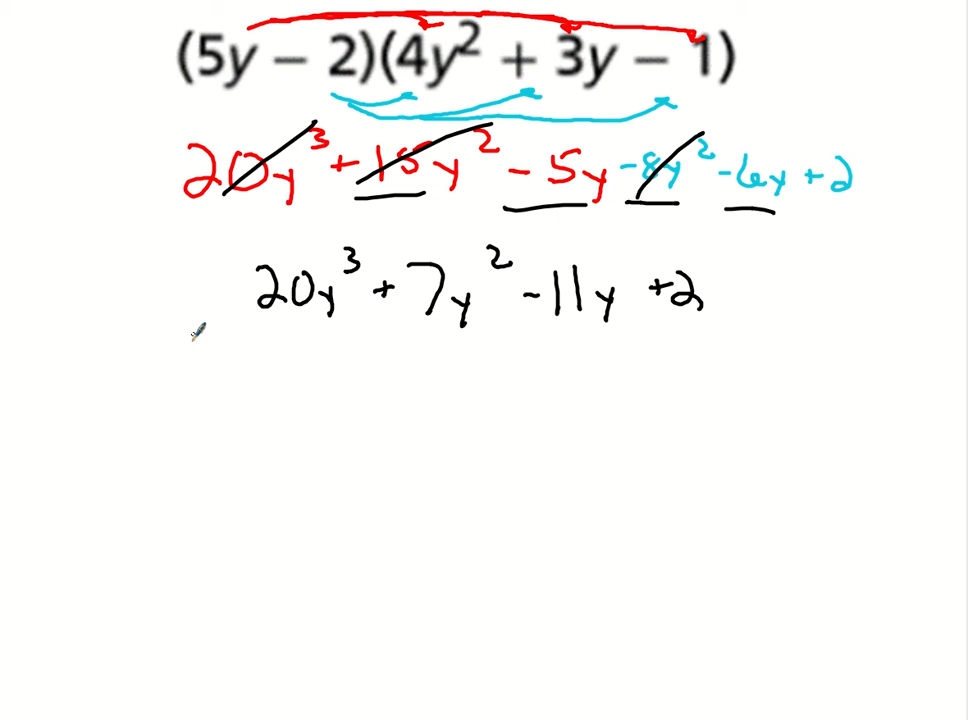 (5y − 2)(4y² + 3y − 1)
20y³ + 15y² - 5y - 8y² - 6y + 2
20y³ + 7y² - 11y + 2